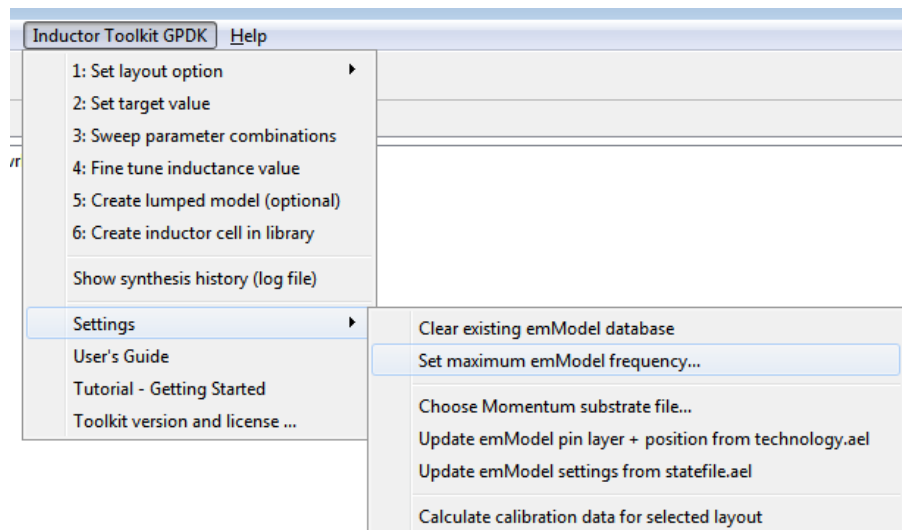 Inductor Toolkit GPDK Help
1: Set layout option
2: Set target value
3: Sweep parameter combinations
4: Fine tune inductance value
5: Create lumped model (optional)
6: Create inductor cell in library
Show synthesis history (log file)
Settings
User's Guide
Tutorial - Getting Started
Toolkit version and license ...
Clear existing emModel database
Set maximum emModel frequency...
Choose Momentum substrate file...
Update emModel pin layer + position from technology.ael
Update emModel settings from statefile.ael
Calculate calibration data for selected layout